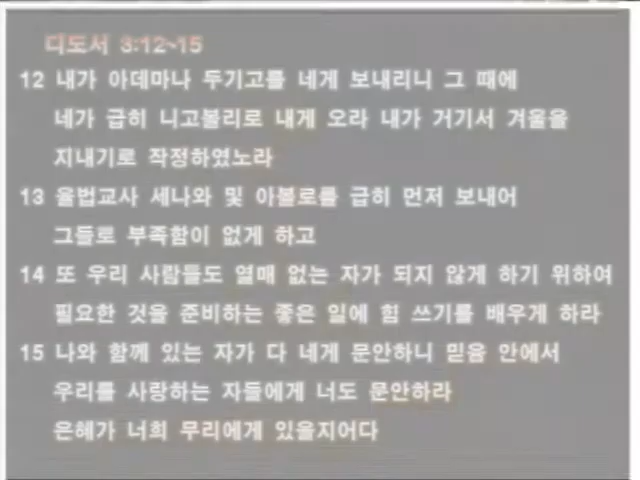 디도서 3:12~15
12 내가 아데마나 두기고를 네게 보내리니 그 때에
네가 급히 니고볼리로 내게 오라 내가 거기서 겨울을
지내기로 작정하였노라
13 율법교사 세나와 및 아볼로를 급히 먼저 보내어
그들로 부족함이 없게 하고
14 또 우리 사람들도 열매 없는 자가 되지 않게 하기 위하여
필요한 것을 준비하는 좋은 일에 힘 쓰기를 배우게 하라
15 나와 함께 있는 자가 다 네게 문안하니 믿음 안에서
우리를 사랑하는 자들에게 너도 문안하라
은혜가 너희 무리에게 있을지어다